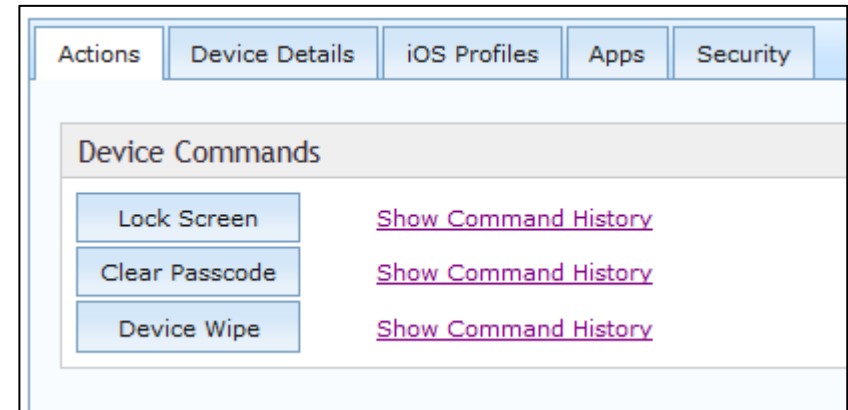 Actions Device Details iOS Profiles Apps Security
Device Commands
Lock Screen Show Command History
Clear Passcode Show Command History
Device Wipe Show Command History